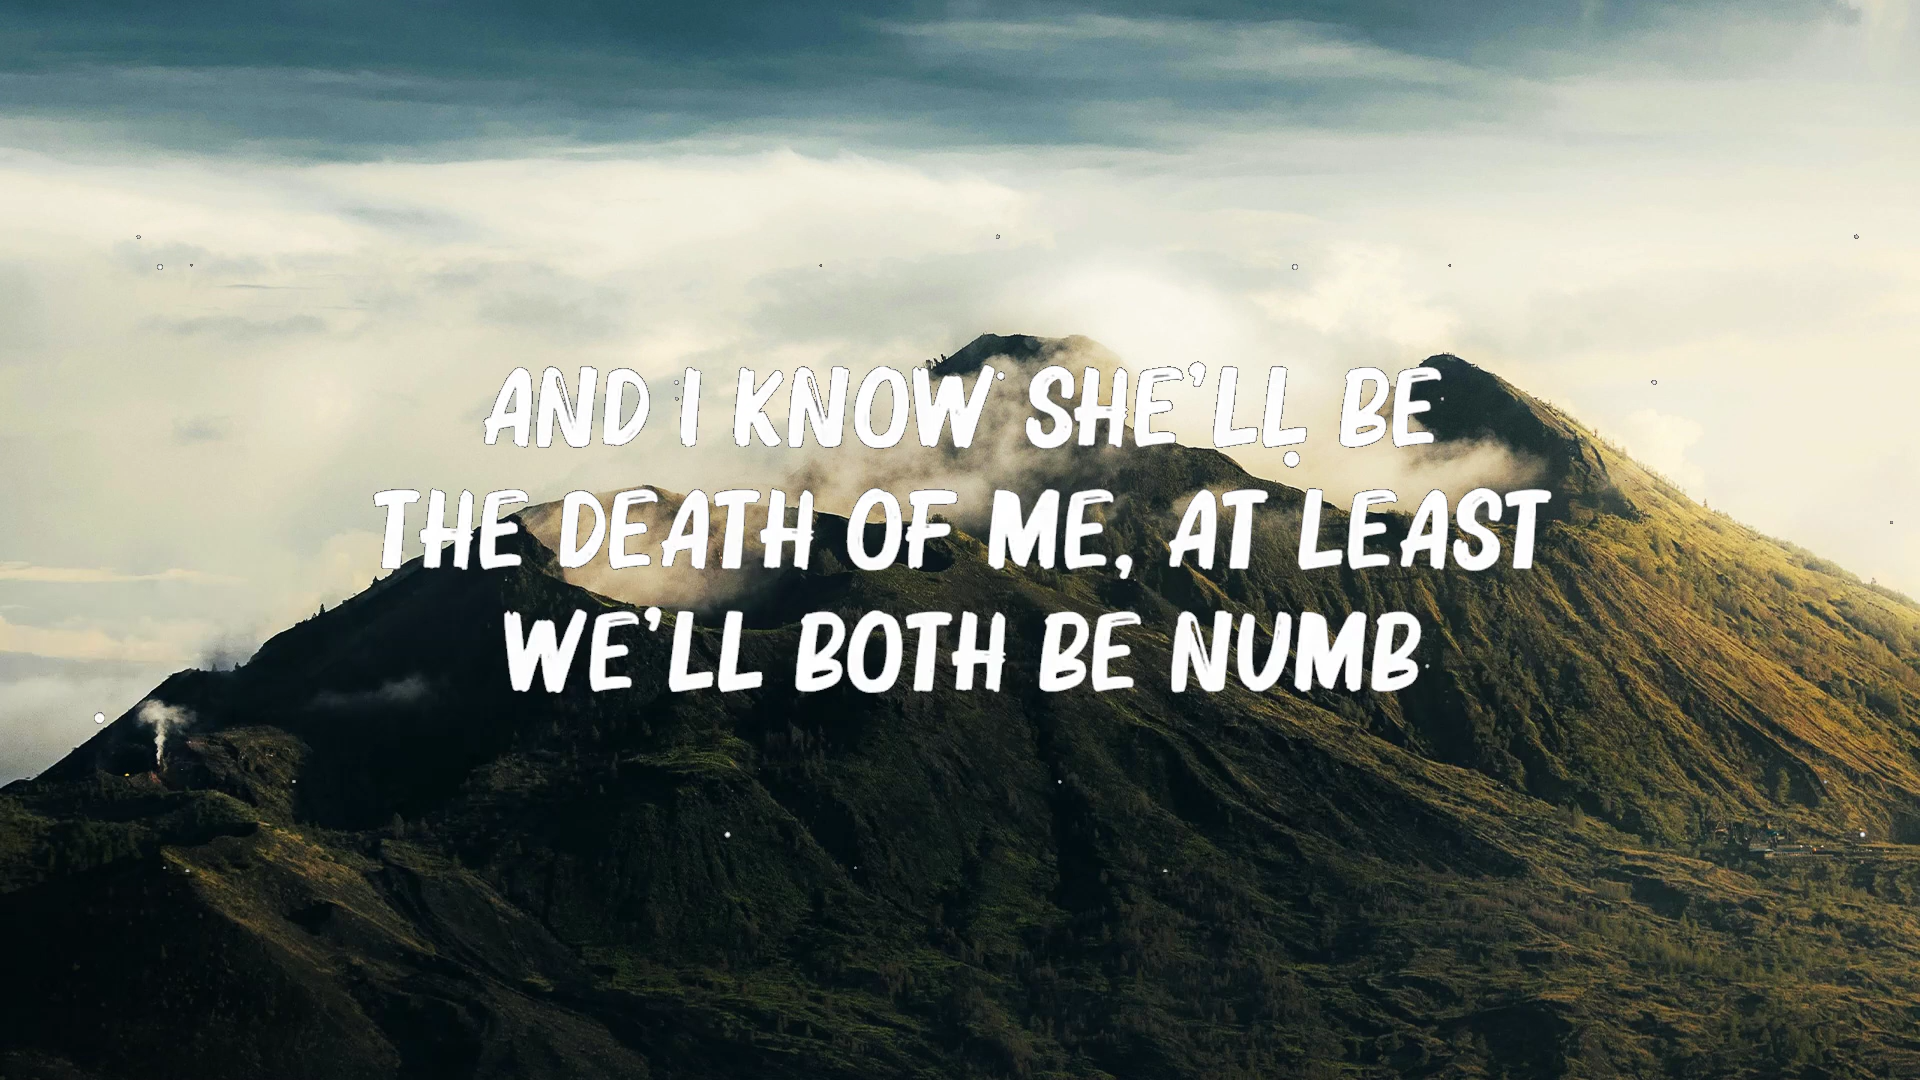 AND I KNOW SHE'LL BE
THE DEATH OF ME, AT LEAST
WE'LL BOTH BE NUMB